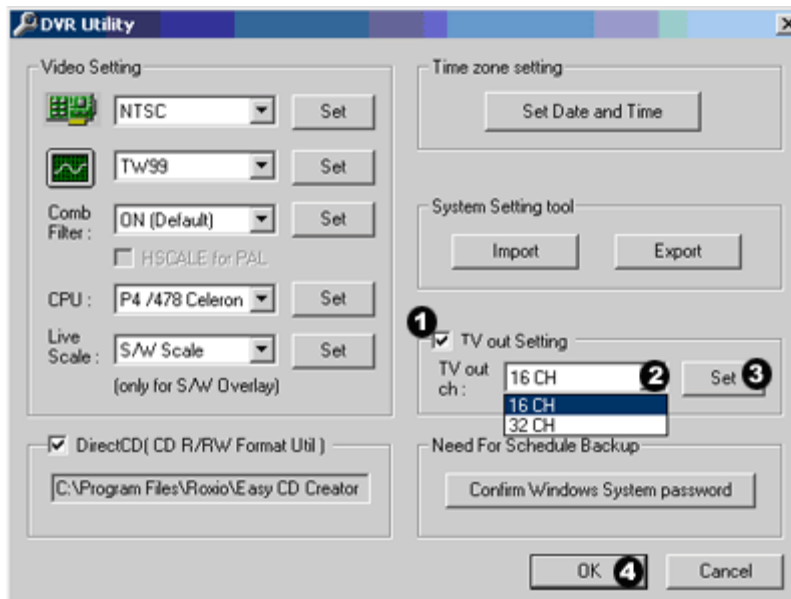 DVR Utility
Video Setting
NTSC
Set
TW99
Set
Comb
Filter :
ON (Default)
Set
HSCALE for PAL
CPU :
P4 /478 Celeron
Set
Live
Scale :
S/W Scale
Set
(only for S/W Overlay)
DirectCD( CD R/RW Format Util )
C:\Program Files\Roxio\Easy CD Creator
Time zone setting
Set Date and Time
System Setting tool
Import
Export
1
TV out Setting
TV out
ch :
16 CH
2
Set
3
16 CH
32 CH
Need For Schedule Backup
Confirm Windows System password
OK
4
Cancel